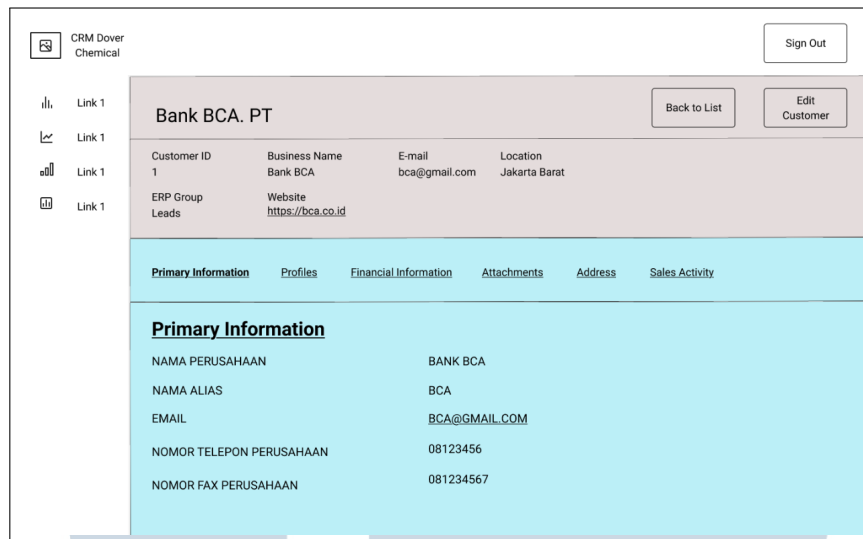 CRM Dover
Chemical
Sign Out
Link 1
Link 1
Link 1
Link 1
Bank BCA. PT
Back to List
Edit
Customer
Customer ID
1
Business Name
Bank BCA
E-mail
bca@gmail.com
Location
Jakarta Barat
ERP Group
Leads
Website
https://bca.co.id
Primary Information Profiles Financial Information Attachments Address Sales Activity
Primary Information
NAMA PERUSAHAAN BANK BCA
NAMA ALIAS BCA
EMAIL BCA@GMAIL.COM
NOMOR TELEPON PERUSAHAAN 08123456
NOMOR FAX PERUSAHAAN 081234567